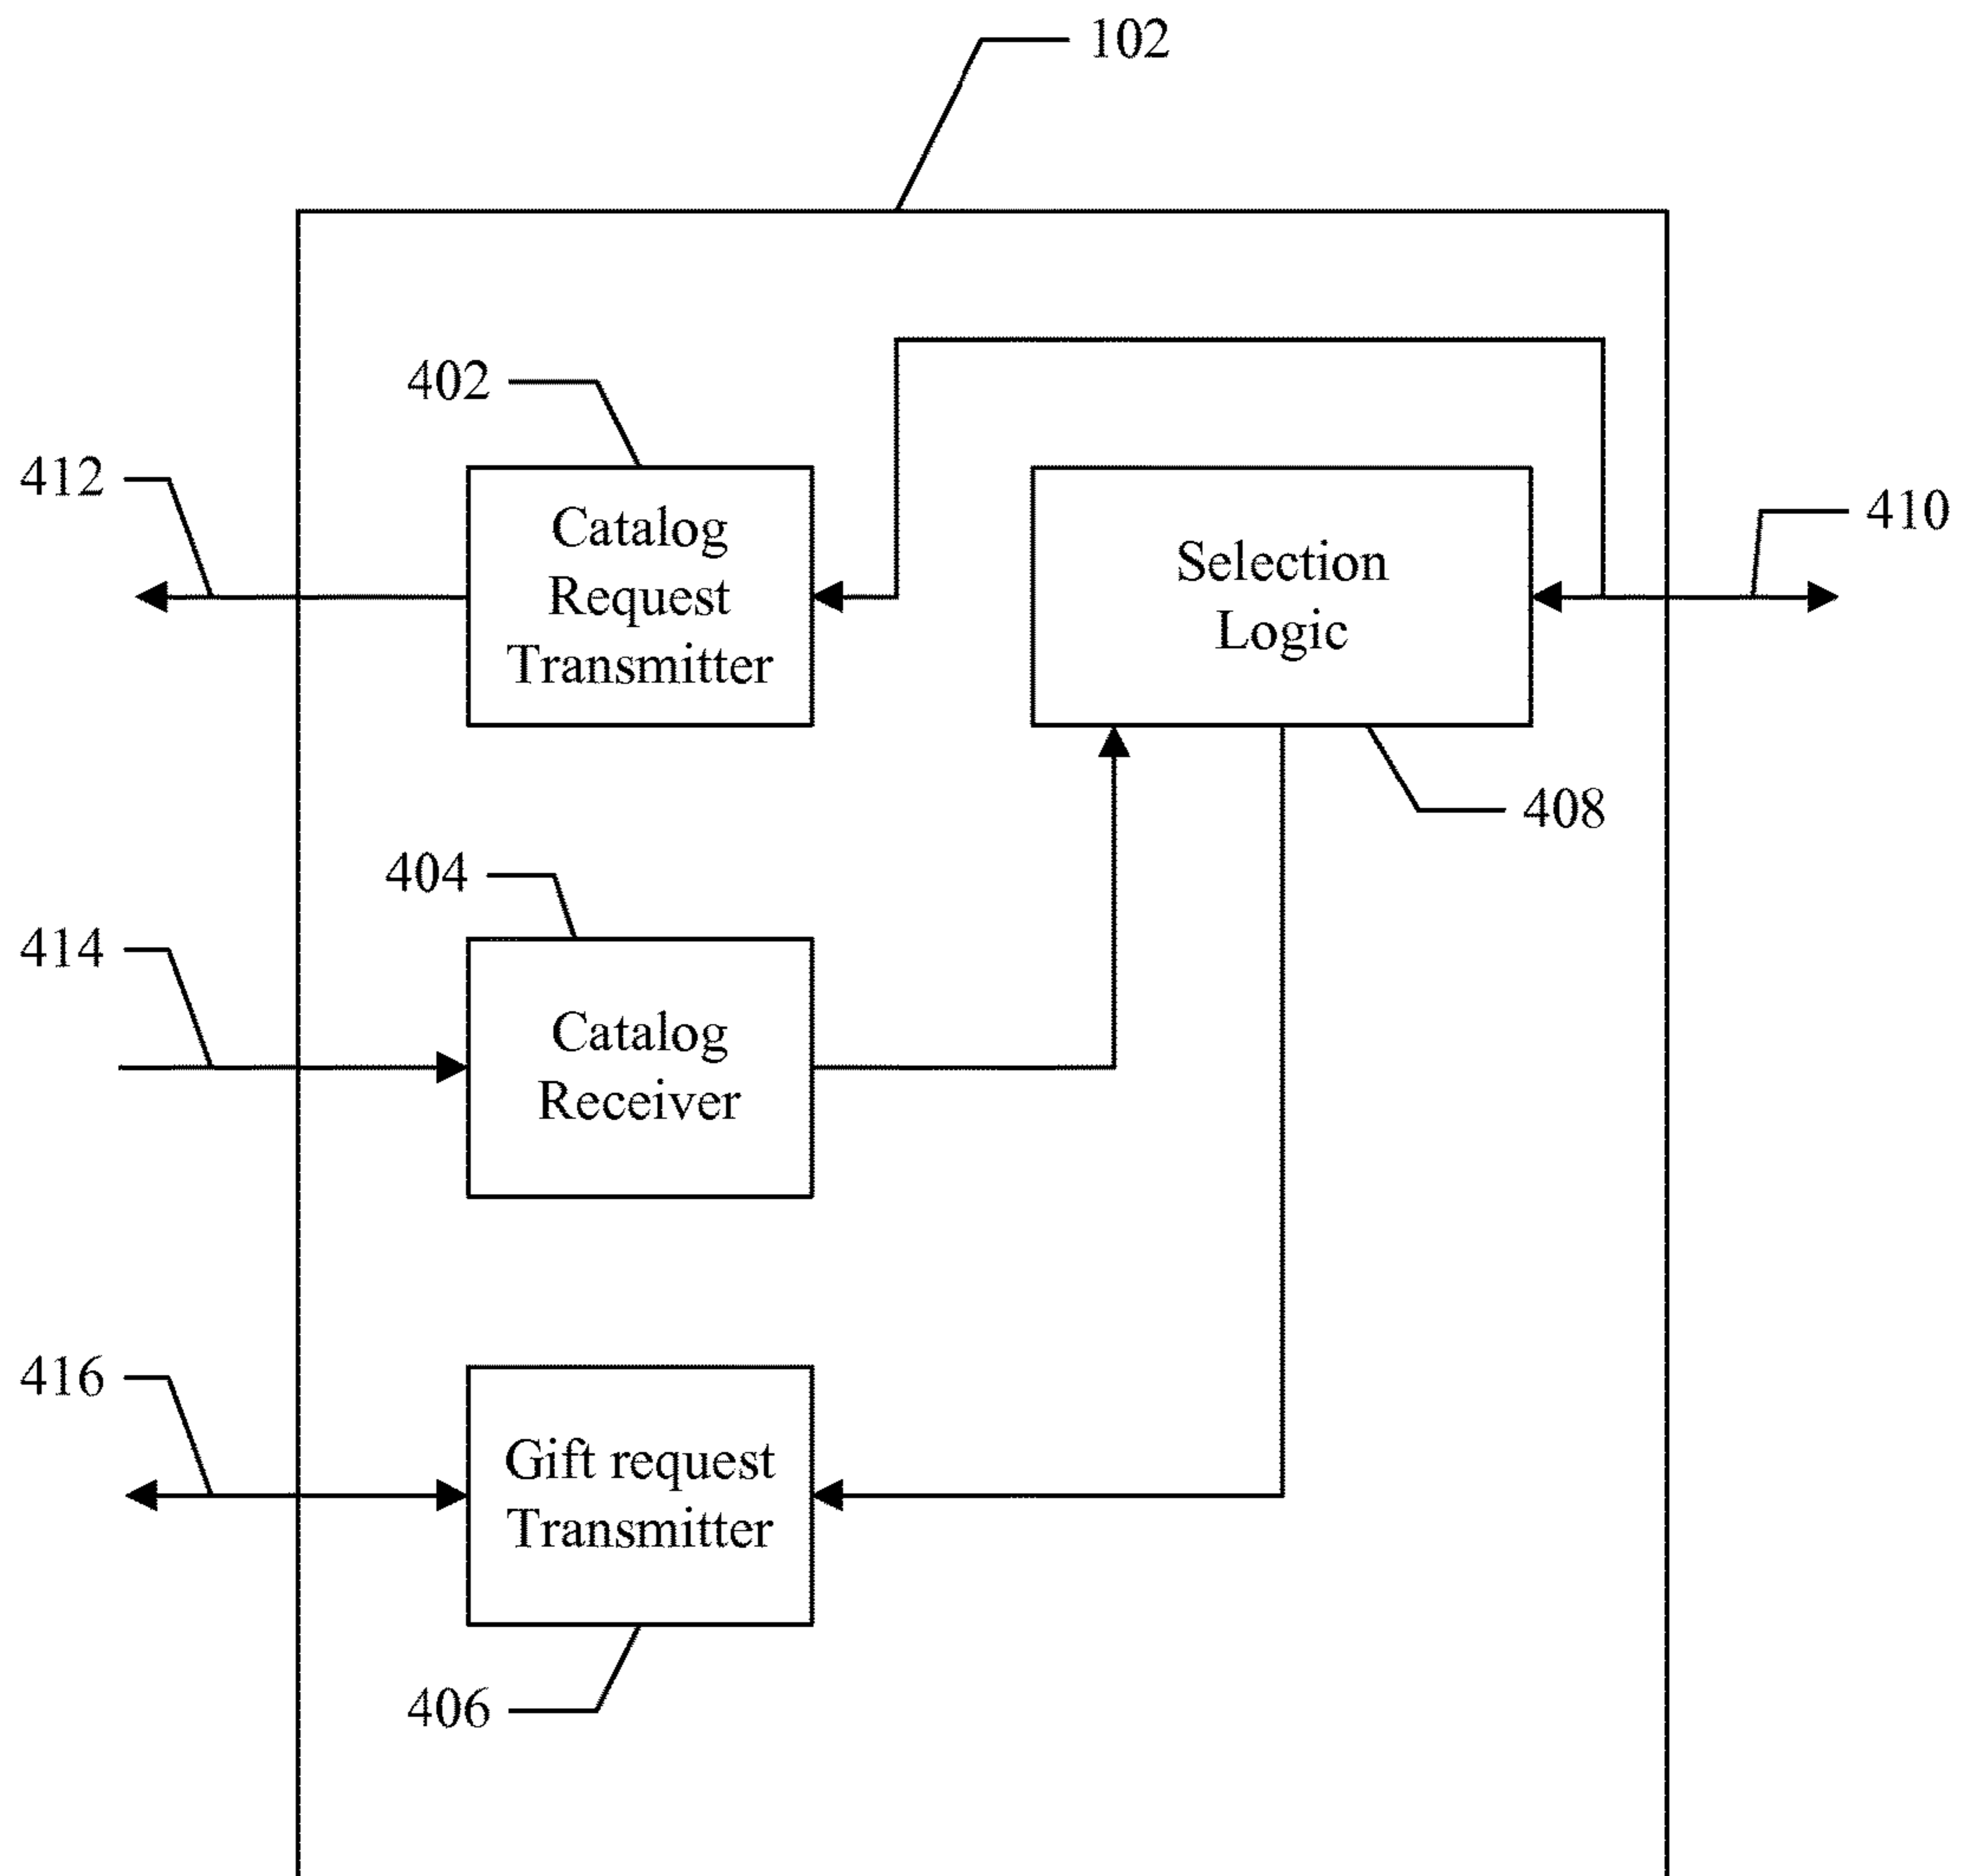 102
402
412
Catalog
Request
Transmitter
Selection
Logic
410
408
404
414
Catalog
Receiver
416
Gift request
Transmitter
406